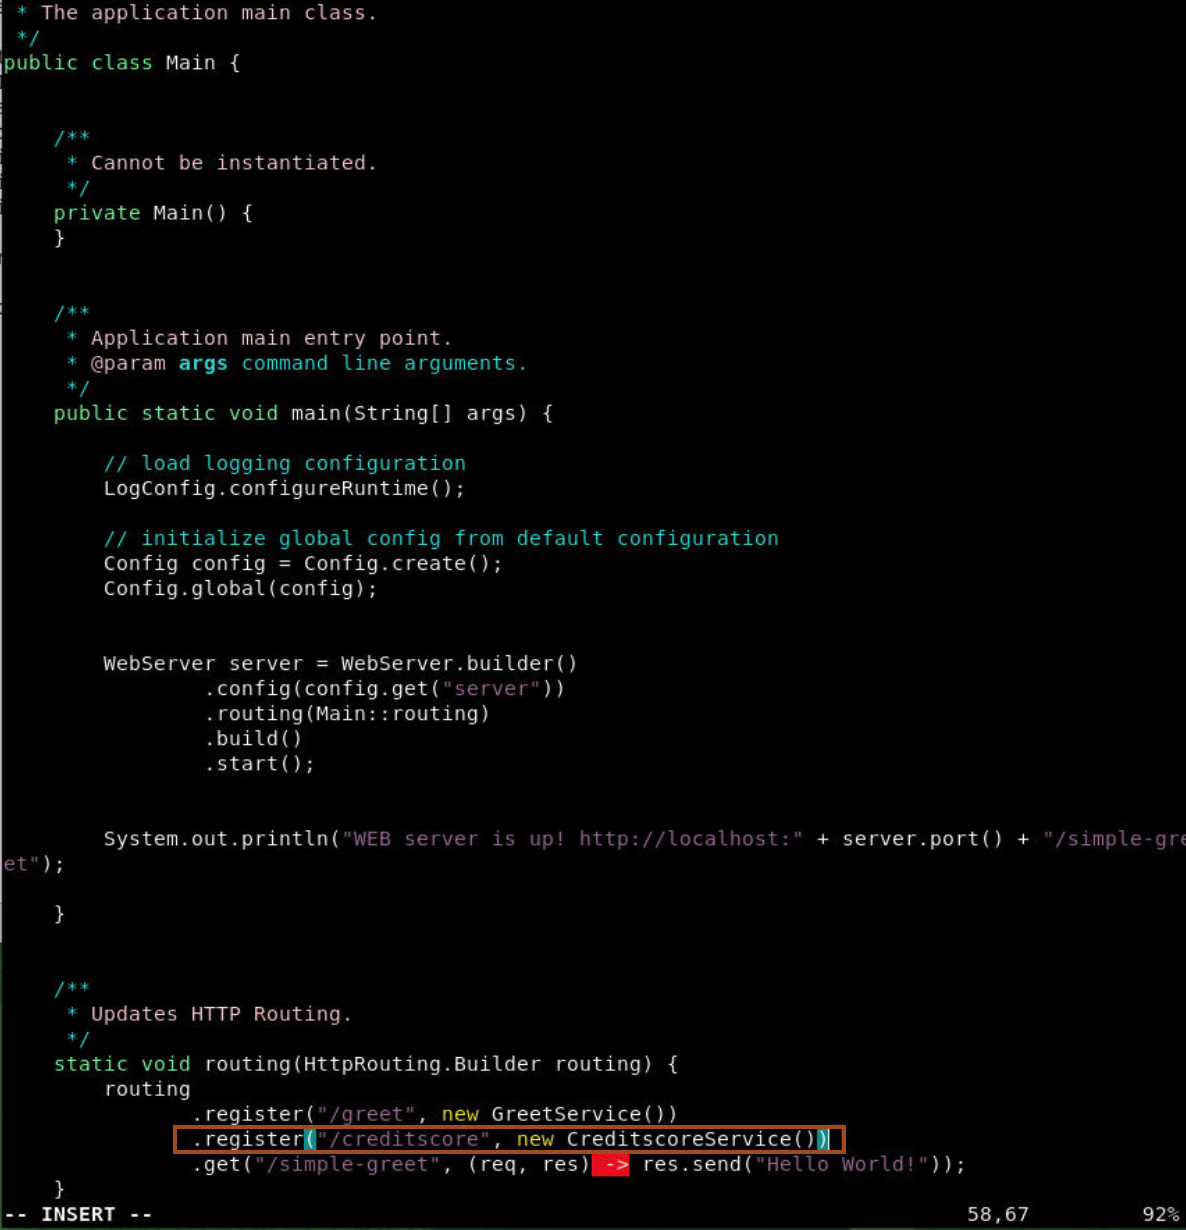 * The application main class.
 */
public class Main {
    /**
     * Cannot be instantiated.
     */
    private Main() {
    }
    /**
     * Application main entry point.
     * @param args command line arguments.
     */
    public static void main(String[] args) {
        // load logging configuration
        LogConfig.configureRuntime();
        // initialize global config from default configuration
        Config config = Config.create();
        Config.global(config);
        WebServer server = WebServer.builder()
                .config(config.get("server"))
                .routing(Main::routing)
                .build()
                .start();
        System.out.println("WEB server is up! http://localhost:" + server.port() + "/simple-gre
et");
    }
    /**
     * Updates HTTP Routing.
     */
    static void routing(HttpRouting.Builder routing) {
        routing
               .register("/greet", new GreetService())
               .register("/creditscore", new CreditscoreService())
               .get("/simple-greet", (req, res) -> res.send("Hello World!"));
    }
-- INSERT -- 58,67 92%